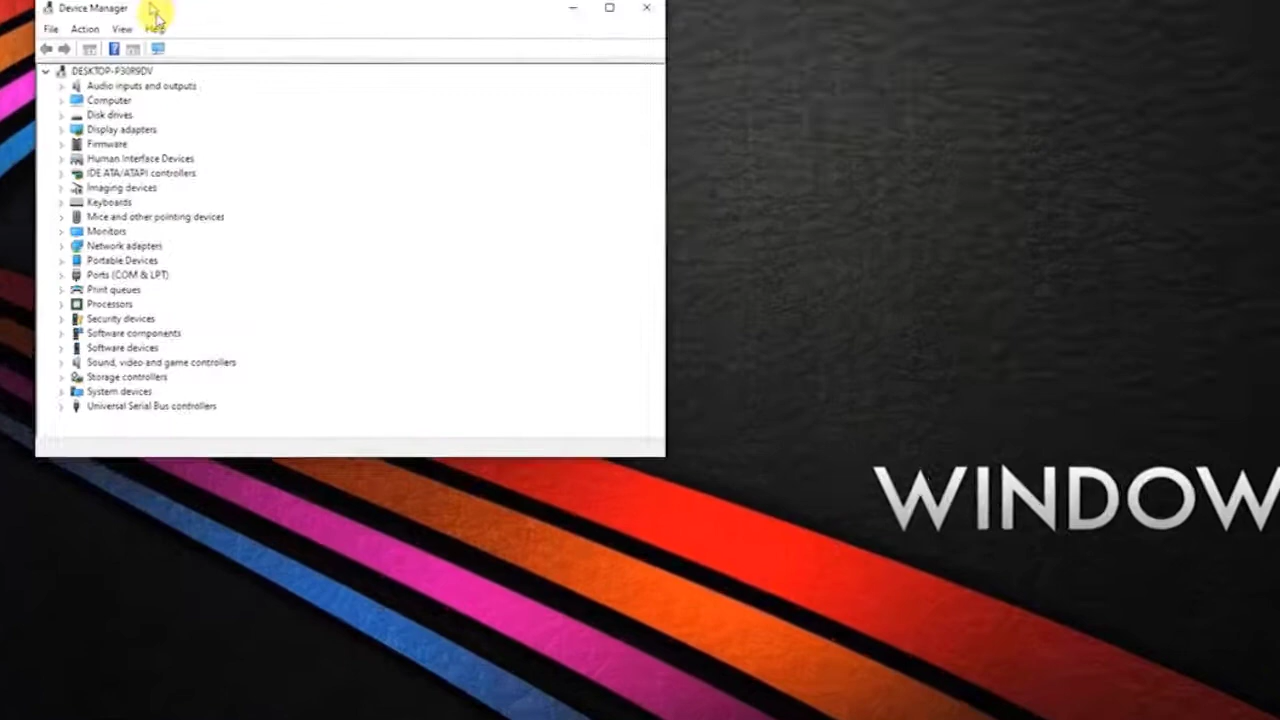 Device Manager
File Action View Help
DESKTOP-P30R9DV
Audio inputs and outputs
Computer
Disk drives
Display adapters
Firmware
Human Interface Devices
IDE ATA/ATAPI controllers
Imaging devices
Keyboards
Mice and other pointing devices
Monitors
Network adapters
Portable Devices
Ports (COM & LPT)
Print queues
Processors
Security devices
Software components
Software devices
Sound, video and game controllers
Storage controllers
System devices
Universal Serial Bus controllers
WINDOW